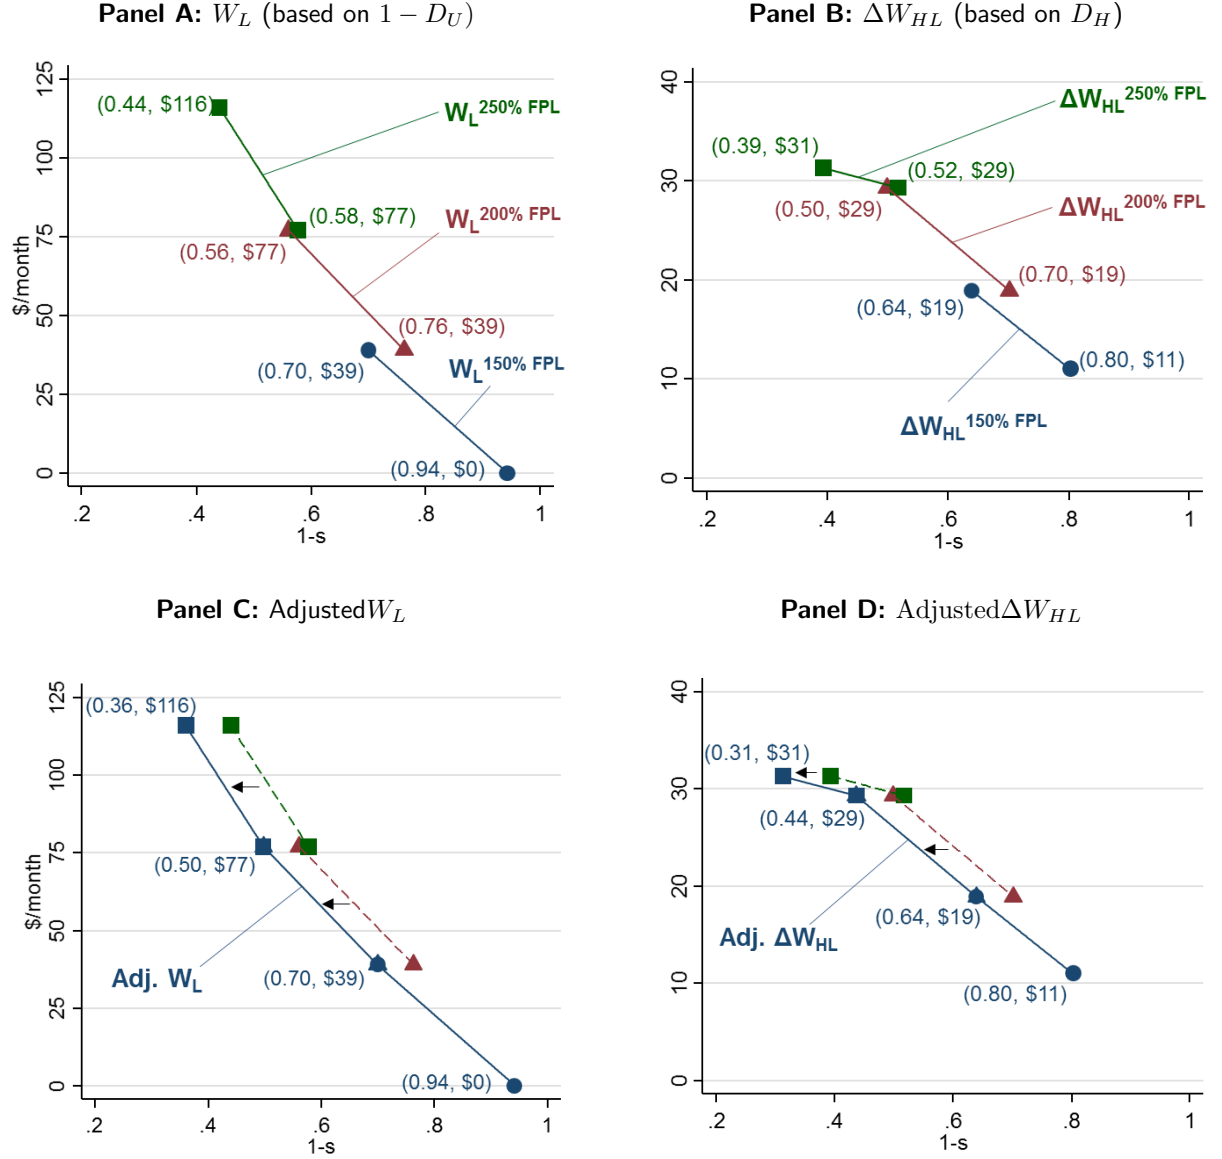 Panel A: W_L (based on 1 − D_U)
125
100
75
50
25
0
$/month
(0.44, $116)
W_L^250% FPL
(0.58, $77)
W_L^200% FPL
(0.56, $77)
(0.76, $39)
(0.70, $39)
W_L^150% FPL
(0.94, $0)
.2 .4 .6 .8 1
1-s
Panel B: ΔW_HL (based on D_H)
40
30
20
10
0
ΔW_HL^250% FPL
(0.39, $31)
(0.52, $29)
(0.50, $29)
ΔW_HL^200% FPL
(0.70, $19)
(0.64, $19)
(0.80, $11)
ΔW_HL^150% FPL
.2 .4 .6 .8 1
1-s
Panel C: AdjustedW_L
125
100
75
50
25
0
$/month
(0.36, $116)
(0.50, $77)
Adj. W_L
(0.70, $39)
(0.94, $0)
.2 .4 .6 .8 1
1-s
Panel D: AdjustedΔW_HL
40
30
20
10
0
(0.31, $31)
(0.44, $29)
(0.64, $19)
Adj. ΔW_HL
(0.80, $11)
.2 .4 .6 .8 1
1-s